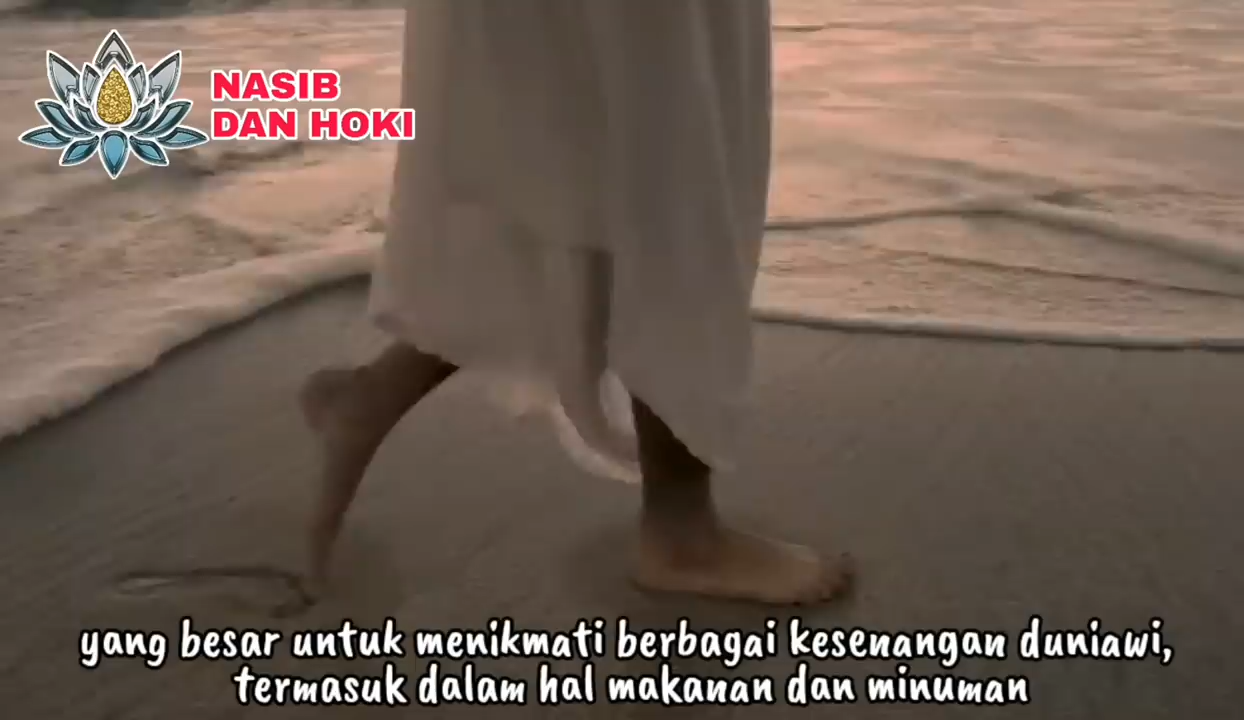 NASIB
DAN HOKI
yang besar untuk menikmati berbagai kesenangan duniawi,
termasuk dalam hal makanan dan minuman